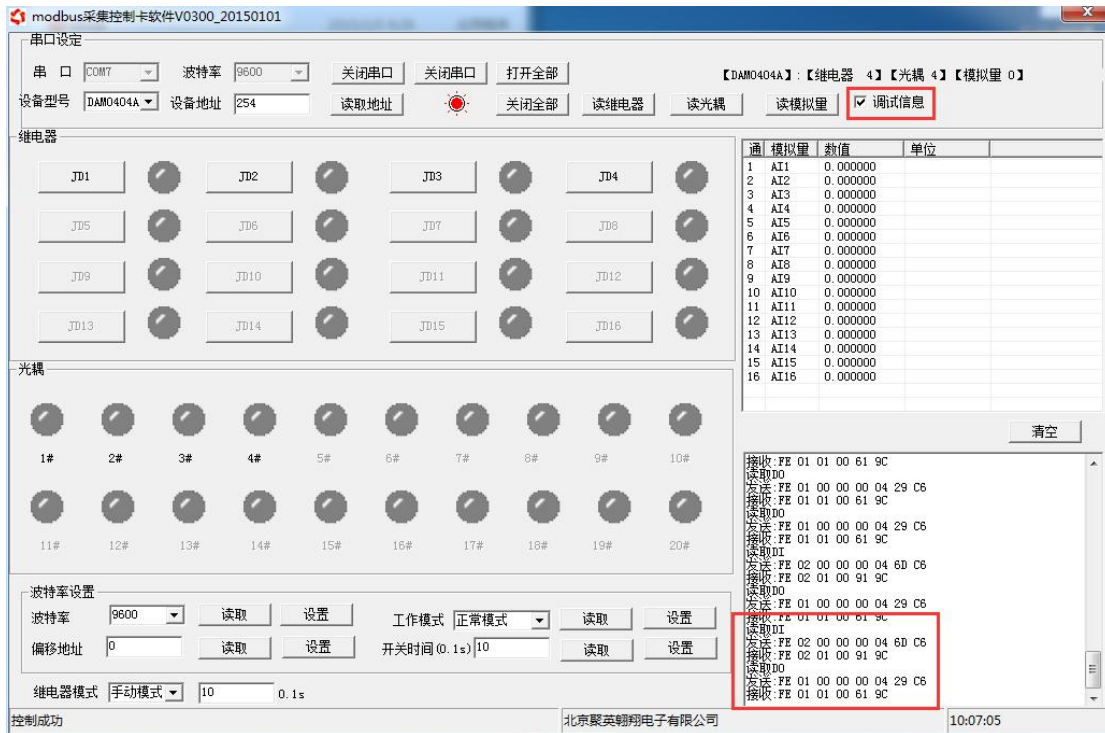 modbus采集控制卡软件V0300_20150101
串口设定
串 口 COM7 波特率 9600 关闭串口 关闭串口 打开全部 【DAM0404A】:【继电器 4】【光耦 4】【模拟量 0】
设备型号 DAM0404A 设备地址 254 读取地址 关闭全部 读继电器 读光耦 读模拟量 调试信息
继电器
JD1 JD2 JD3 JD4
JD5 JD6 JD7 JD8
JD9 JD10 JD11 JD12
JD13 JD14 JD15 JD16
通 模拟量 数值 单位
1 AI1 0.000000
2 AI2 0.000000
3 AI3 0.000000
4 AI4 0.000000
5 AI5 0.000000
6 AI6 0.000000
7 AI7 0.000000
8 AI8 0.000000
9 AI9 0.000000
10 AI10 0.000000
11 AI11 0.000000
12 AI12 0.000000
13 AI13 0.000000
14 AI14 0.000000
15 AI15 0.000000
16 AI16 0.000000
光耦
1# 2# 3# 4# 5# 6# 7# 8# 9# 10#
11# 12# 13# 14# 15# 16# 17# 18# 19# 20#
清空
接收:FE 01 01 00 61 9C
读取DO
发送:FE 01 00 00 00 04 29 C6
接收:FE 01 01 00 61 9C
读取DO
发送:FE 01 00 00 00 04 29 C6
接收:FE 01 01 00 61 9C
读取DI
发送:FE 02 00 00 00 04 6D C6
接收:FE 02 01 00 91 9C
读取DO
发送:FE 01 00 00 00 04 29 C6
接收:FE 01 01 00 61 9C
读取DI
发送:FE 02 00 00 00 04 6D C6
接收:FE 02 01 00 91 9C
读取DO
发送:FE 01 00 00 00 04 29 C6
接收:FE 01 01 00 61 9C
波特率设置
波特率 9600 读取 设置 工作模式 正常模式 读取 设置
偏移地址 0 读取 设置 开关时间(0.1s) 10 读取 设置
继电器模式 手动模式 10 0.1s
控制成功 北京聚英翱翔电子有限公司 10:07:05